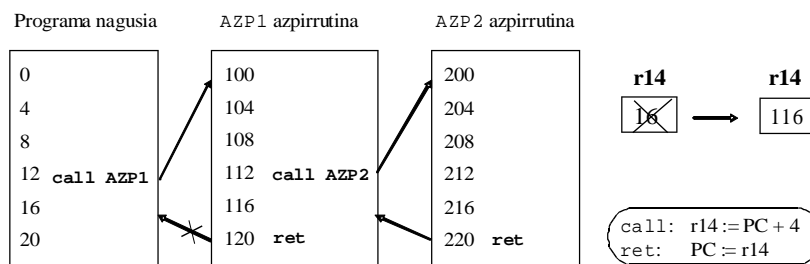 Programa nagusia
AZP1 azpirrutina
AZP2 azpirrutina
0
4
8
12 call AZP1
16
20
100
104
108
112 call AZP2
116
120 ret
200
204
208
212
216
220 ret
r14
r14
16
116
call: r14 := PC + 4
ret: PC := r14